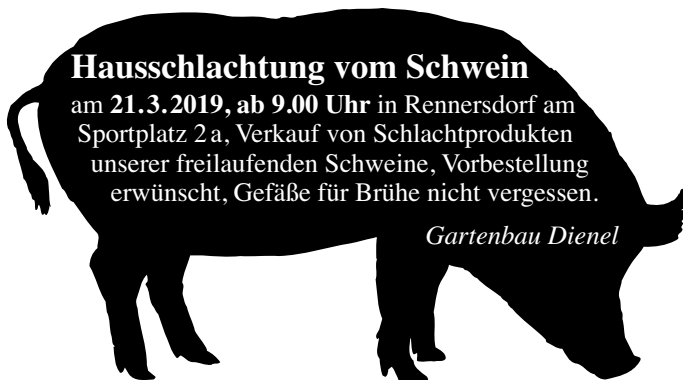 Hausschlachtung vom Schwein
am 21.3.2019, ab 9.00 Uhr in Rennersdorf am
Sportplatz 2 a, Verkauf von Schlachtprodukten
unserer freilaufenden Schweine, Vorbestellung
erwünscht, Gefäße für Brühe nicht vergessen.
Gartenbau Dienel